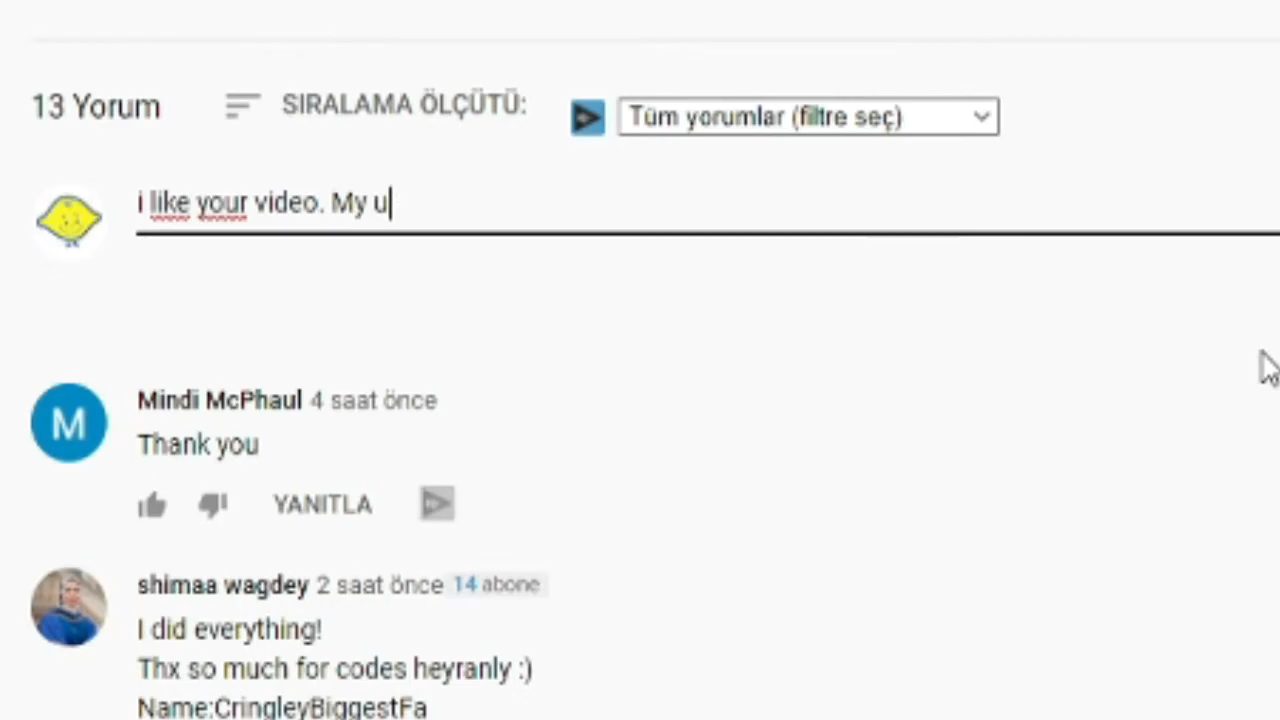 13 Yorum SIRALAMA ÖLÇÜTÜ: Tüm yorumlar (filtre seç)
i like your video. My u
M
Mindi McPhaul 4 saat önce
Thank you
YANITLA
shimaa wagdey 2 saat önce 14 abone
I did everything!
Thx so much for codes heyranly :)
Name:CringleyBiggestFa